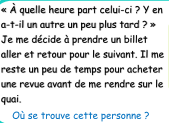 « À quelle heure part celui-ci ? Y en
a-t-il un autre un peu plus tard ? »
Je me décide à prendre un billet
aller et retour pour le suivant. Il me
reste un peu de temps pour acheter
une revue avant de me rendre sur le
quai.
Où se trouve cette personne ?